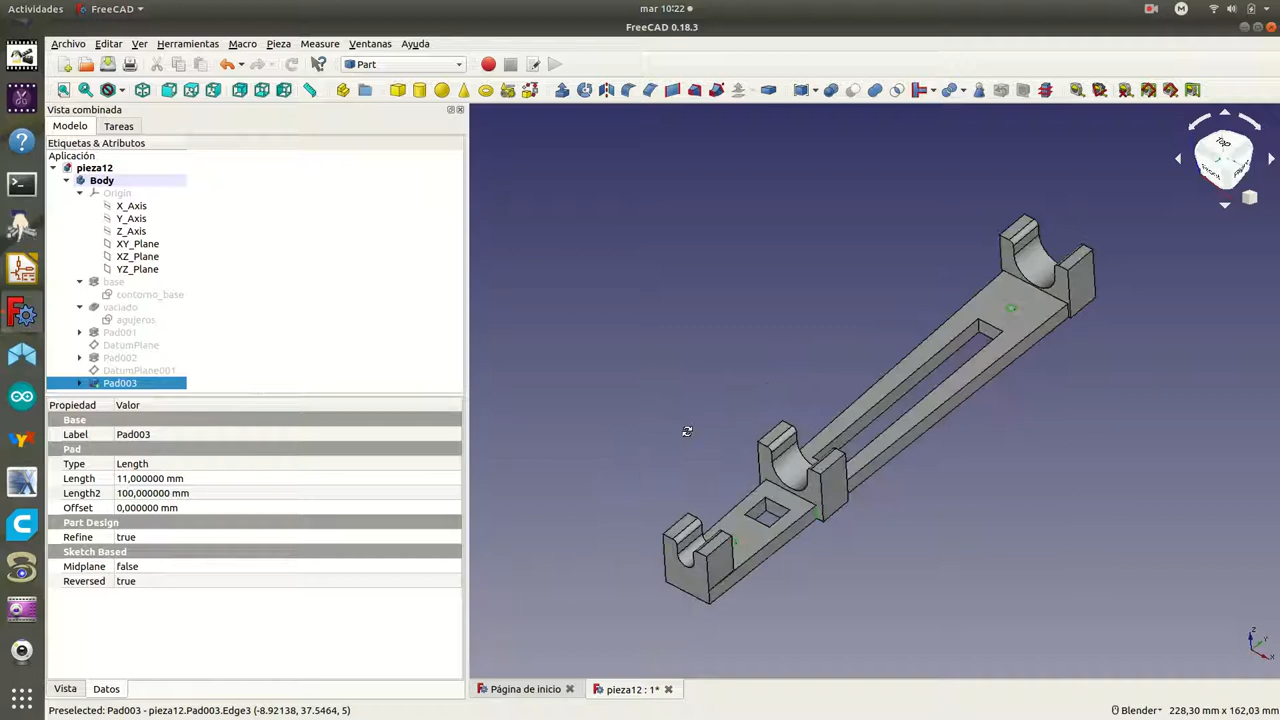 Actividades
FreeCAD
mar 10:22
FreeCAD 0.18.3
Archivo Editar Ver Herramientas Macro Pieza Measure Ventanas Ayuda
Part
Vista combinada
Modelo Tareas
Etiquetas & Atributos
Aplicación
pieza12
Body
Origin
X_Axis
Y_Axis
Z_Axis
XY_Plane
XZ_Plane
YZ_Plane
base
contorno_base
vaciado
agujeros
Pad001
DatumPlane
Pad002
DatumPlane001
Pad003
Propiedad Valor
Base
Label Pad003
Pad
Type Length
Length 11,000000 mm
Length2 100,000000 mm
Offset 0,000000 mm
Part Design
Refine true
Sketch Based
Midplane false
Reversed true
Vista Datos
Página de inicio
pieza12 : 1*
Top
Z
Y
X
Preselected: Pad003 - pieza12.Pad003.Edge3 (-8.92138, 37.5464, 5)
Blender
228,30 mm x 162,03 mm